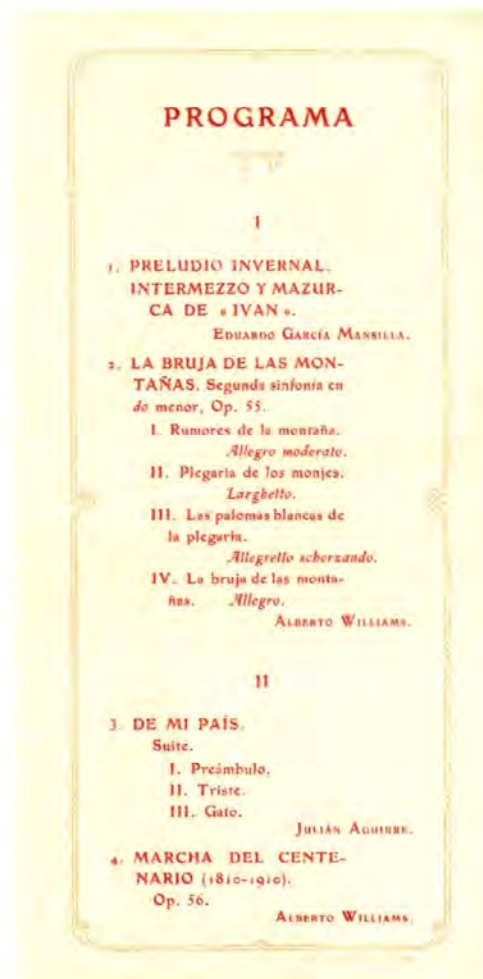 PROGRAMA
I
1. PRELUDIO INVERNAL.
INTERMEZZO Y MAZUR-
CA DE « IVAN ».
EDUARDO GARCÍA MANSILLA.
2. LA BRUJA DE LAS MON-
TAÑAS. Segunda sinfonía en
do menor, Op. 55.
I. Rumores de la montaña.
Allegro moderato.
II. Plegaria de los monjes.
Larghetto.
III. Las palomas blancas de
la plegaria.
Allegretto scherzando.
IV. La bruja de las monta-
ñas. Allegro.
ALBERTO WILLIAMS.
II
3. DE MI PAÍS.
Suite.
I. Preámbulo.
II. Triste.
III. Gato.
JULIÁN AGUIRRE.
4. MARCHA DEL CENTE-
NARIO (1810-1910).
Op. 56.
ALBERTO WILLIAMS.